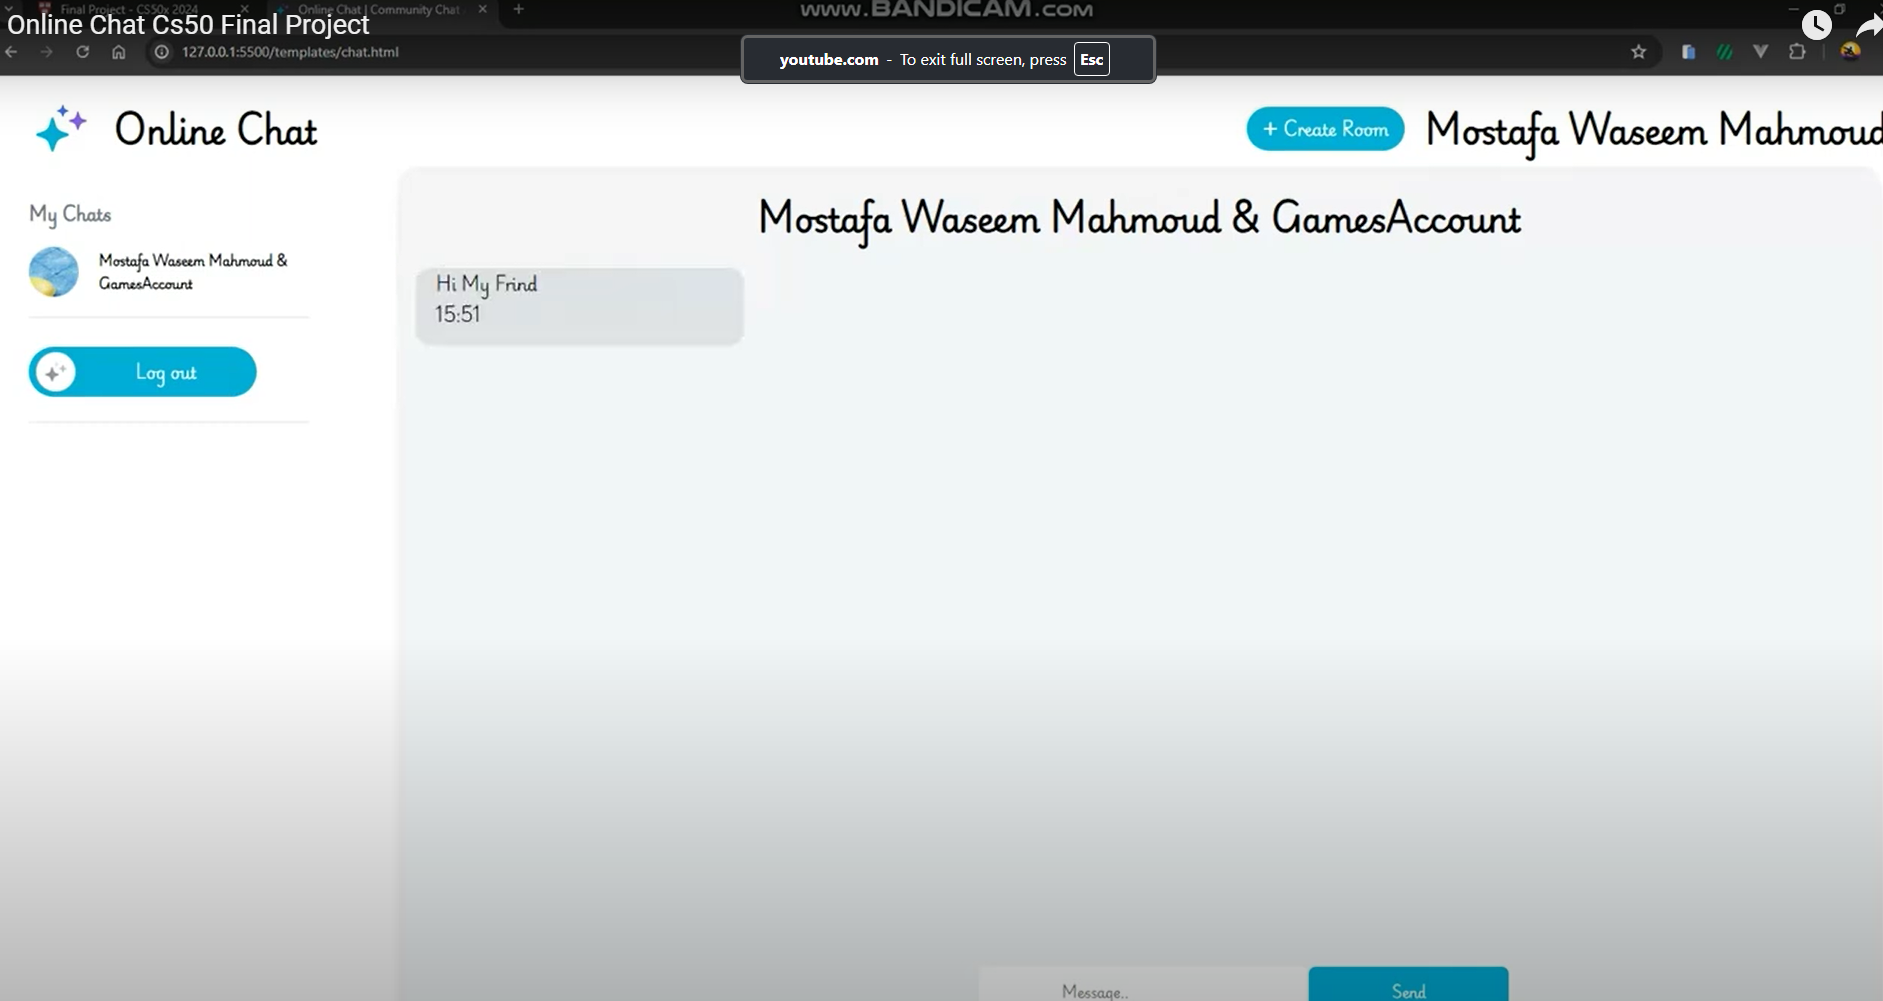 Final Project - CS50x 2024
Online Chat | Community Chat
www.BANDICAM.com
Online Chat Cs50 Final Project
127.0.0.1:5500/templates/chat.html
youtube.com - To exit full screen, press Esc
Online Chat
+ Create Room
Mostafa Waseem Mahmoud
My Chats
Mostafa Waseem Mahmoud &
GamesAccount
Log out
Mostafa Waseem Mahmoud & GamesAccount
Hi My Frind
15:51
Message..
Send